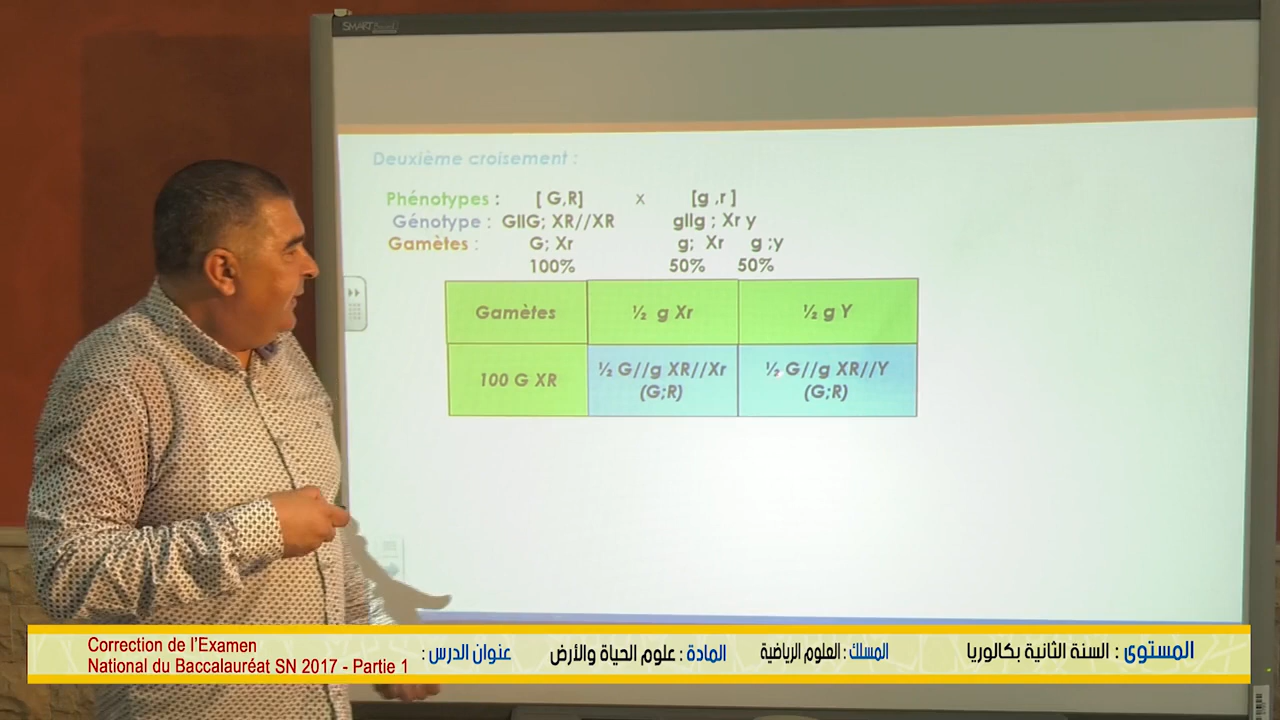 SMART
Deuxième croisement :
Phénotypes : [ G,R] x [g ,r ]
Génotype : GllG; XR//XR gllg ; Xr y
Gamètes : G; Xr g; Xr g ;y
100% 50% 50%
Gamètes ½ g Xr ½ g Y
100 G XR ½ G//g XR//Xr (G;R) ½ G//g XR//Y (G;R)
Correction de l'Examen
National du Baccalauréat SN 2017 - Partie 1
عنوان الدرس :
المادة : علوم الحياة والأرض
المسلك : العلوم الرياضية
المستوى : السنة الثانية بكالوريا